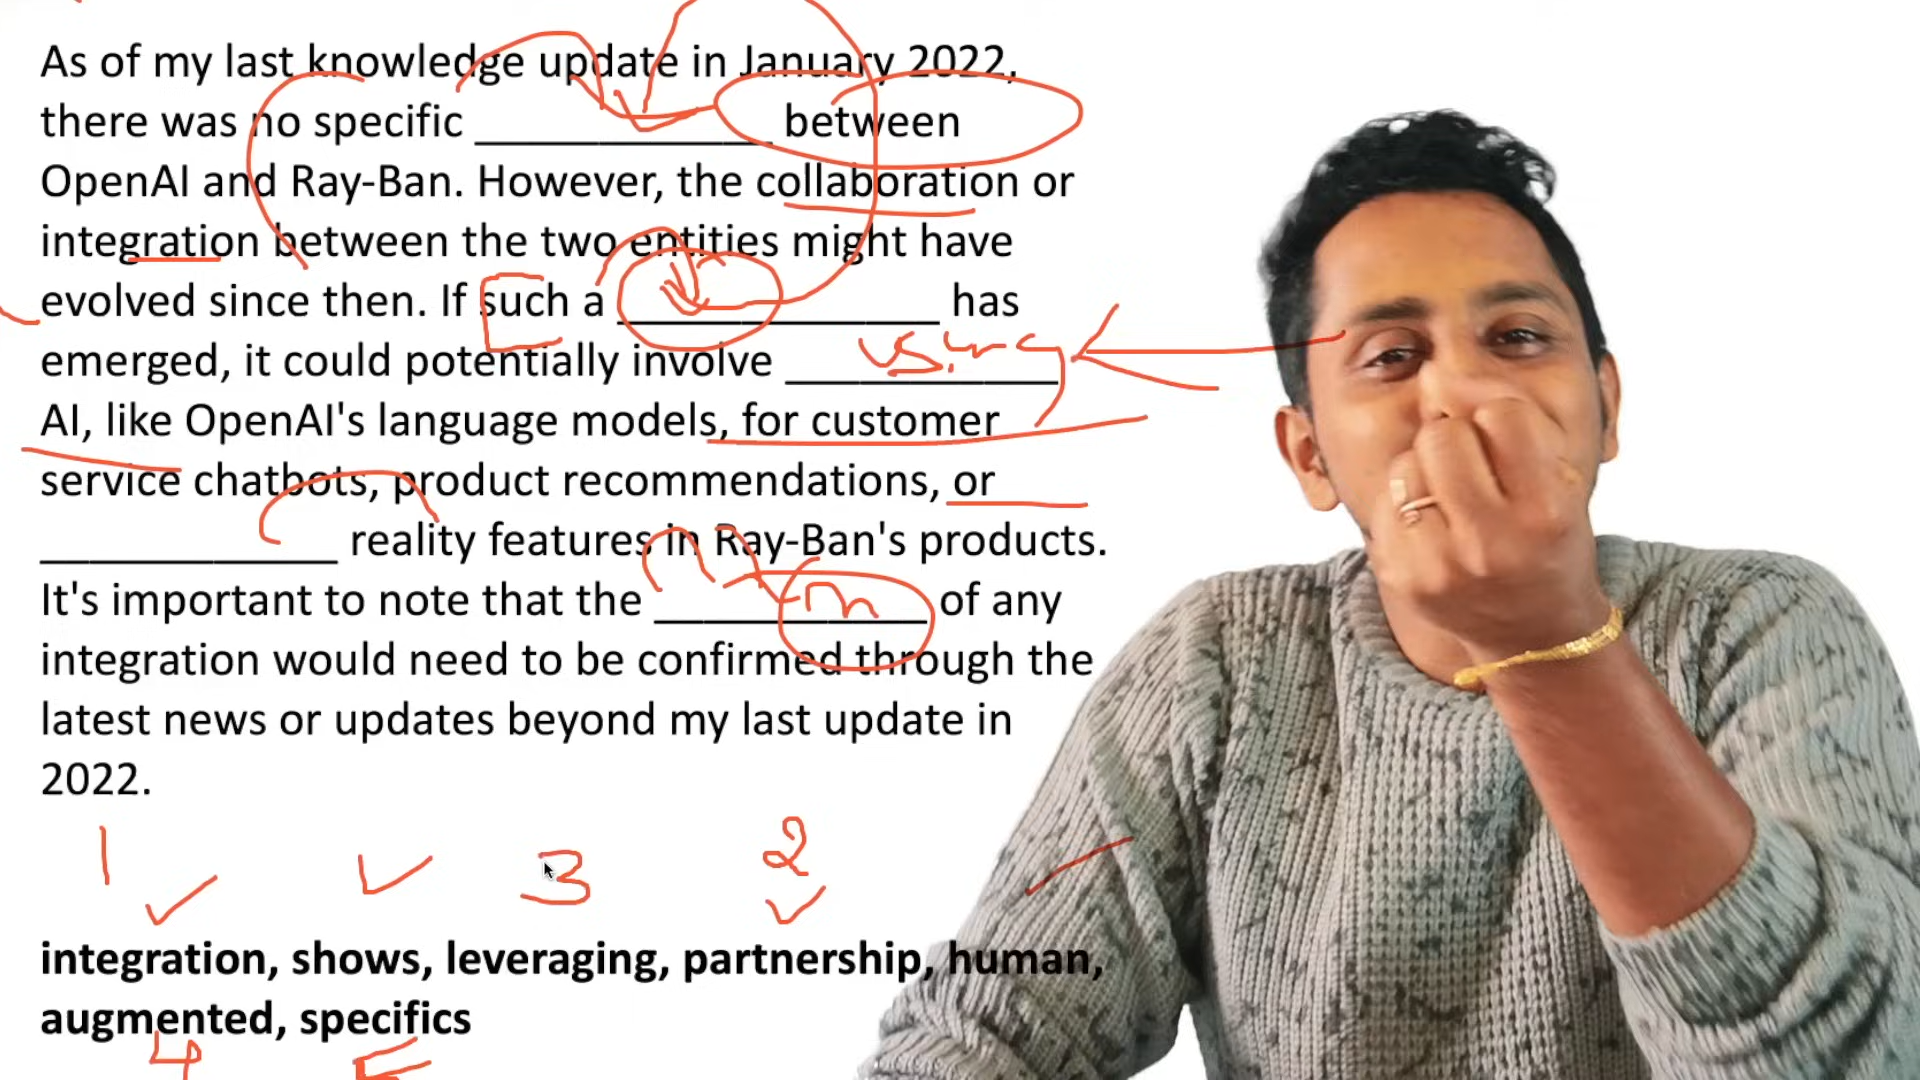 As of my last knowledge update in January 2022,
there was no specific ____________ between
OpenAI and Ray-Ban. However, the collaboration or
integration between the two entities might have
evolved since then. If such a ____________ has
emerged, it could potentially involve ____________
using
AI, like OpenAI's language models, for customer
service chatbots, product recommendations, or
____________ reality features in Ray-Ban's products.
It's important to note that the ____________ of any
n
integration would need to be confirmed through the
latest news or updates beyond my last update in
2022.
1 3 2
integration, shows, leveraging, partnership, human,
augmented, specifics
4 5